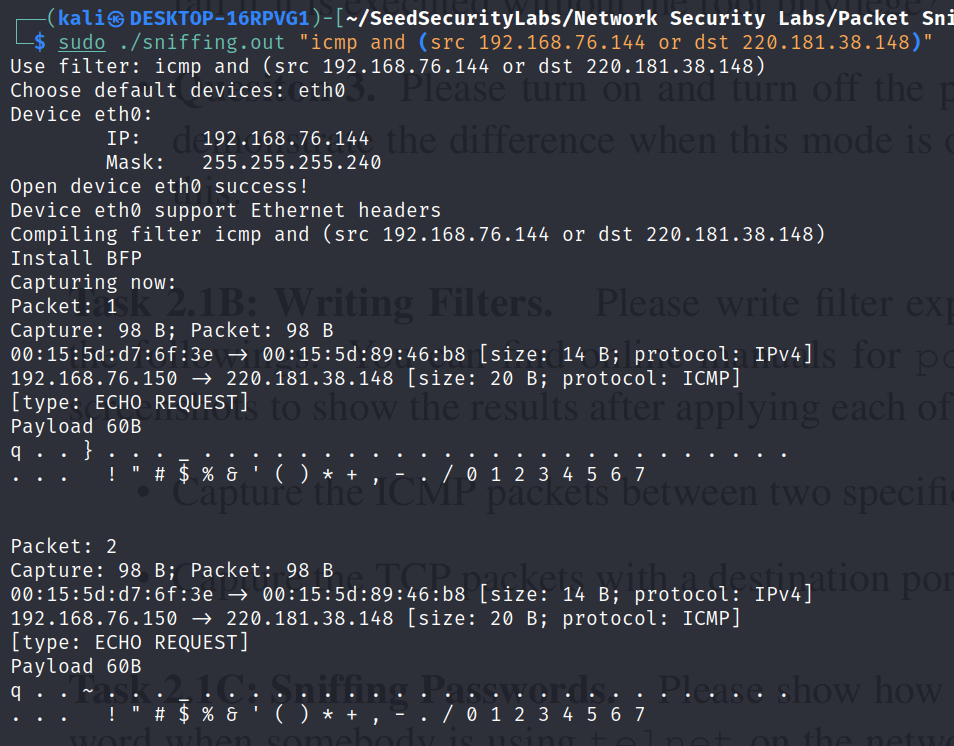 ┌──(kali㉿DESKTOP-16RPVG1)-[~/SeedSecurityLabs/Network Security Labs/Packet Sni
└─$ sudo ./sniffing.out "icmp and (src 192.168.76.144 or dst 220.181.38.148)"
Use filter: icmp and (src 192.168.76.144 or dst 220.181.38.148)
Question 3. Please turn on and turn off the p
Choose default devices: eth0
Device eth0:
demonstrate the difference when this mode is o
IP: 192.168.76.144
Mask: 255.255.255.240
Open device eth0 success!
this.
Device eth0 support Ethernet headers
Compiling filter icmp and (src 192.168.76.144 or dst 220.181.38.148)
Install BFP
Capturing now:
Task 2.1B: Writing Filters. Please write filter exp
Packet: 1
Capture: 98 B; Packet: 98 B
00:15:5d:d7:6f:3e → 00:15:5d:89:46:b8 [size: 14 B; protocol: IPv4]
the followings. You can find online manuals for pc
192.168.76.150 → 220.181.38.148 [size: 20 B; protocol: ICMP]
[type: ECHO REQUEST]
screenshots to show the results after applying each of
Payload 60B
q . . } . . . _ . . . . . . . . . . . . . . . . . . . . . . . . .
. . .   ! " # $ % & ' ( ) * + , - . / 0 1 2 3 4 5 6 7
• Capture the ICMP packets between two specifi
Packet: 2
Capture: 98 B; Packet: 98 B
• Capture the TCP packets with a destination por
00:15:5d:d7:6f:3e → 00:15:5d:89:46:b8 [size: 14 B; protocol: IPv4]
192.168.76.150 → 220.181.38.148 [size: 20 B; protocol: ICMP]
[type: ECHO REQUEST]
Payload 60B
q . . ~ . . . _ . . . . . . . . . . . . . . . . . . . . . . . . .
Task 2.1C: Sniffing Passwords. Please show how
. . .   ! " # $ % & ' ( ) * + , - . / 0 1 2 3 4 5 6 7
word when somebody is using telnet on the netwo